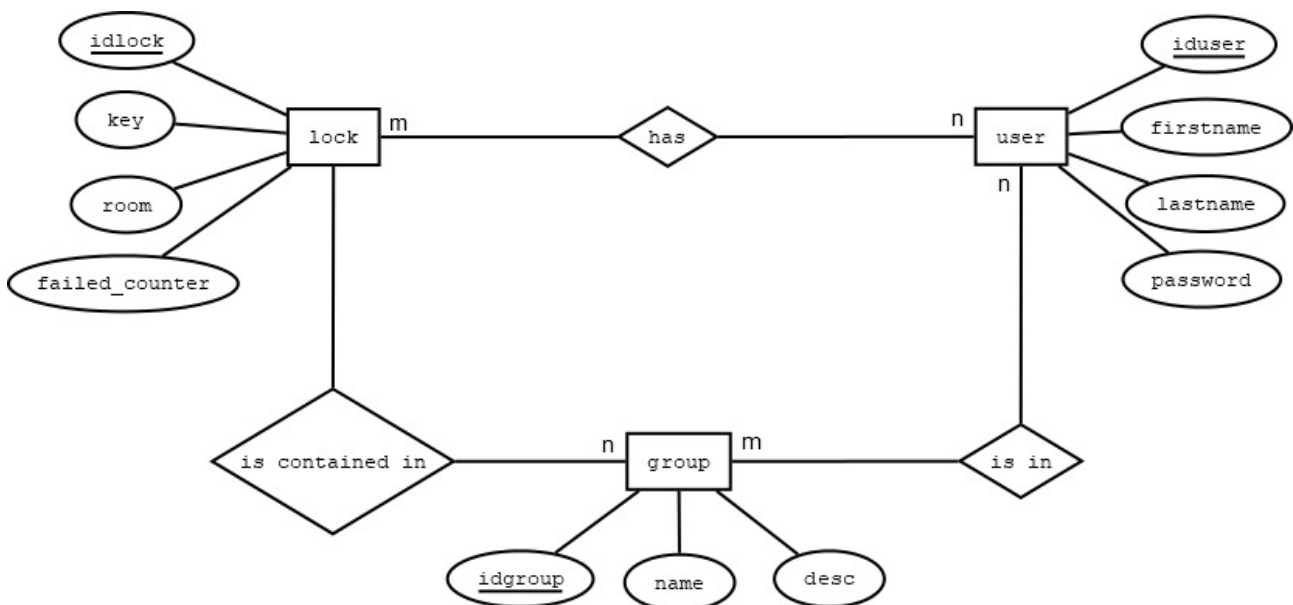 idlock
iduser
key
firstname
m
n
lock
has
user
n
room
lastname
failed_counter
password
is contained in
n
m
group
is in
idgroup
name
desc